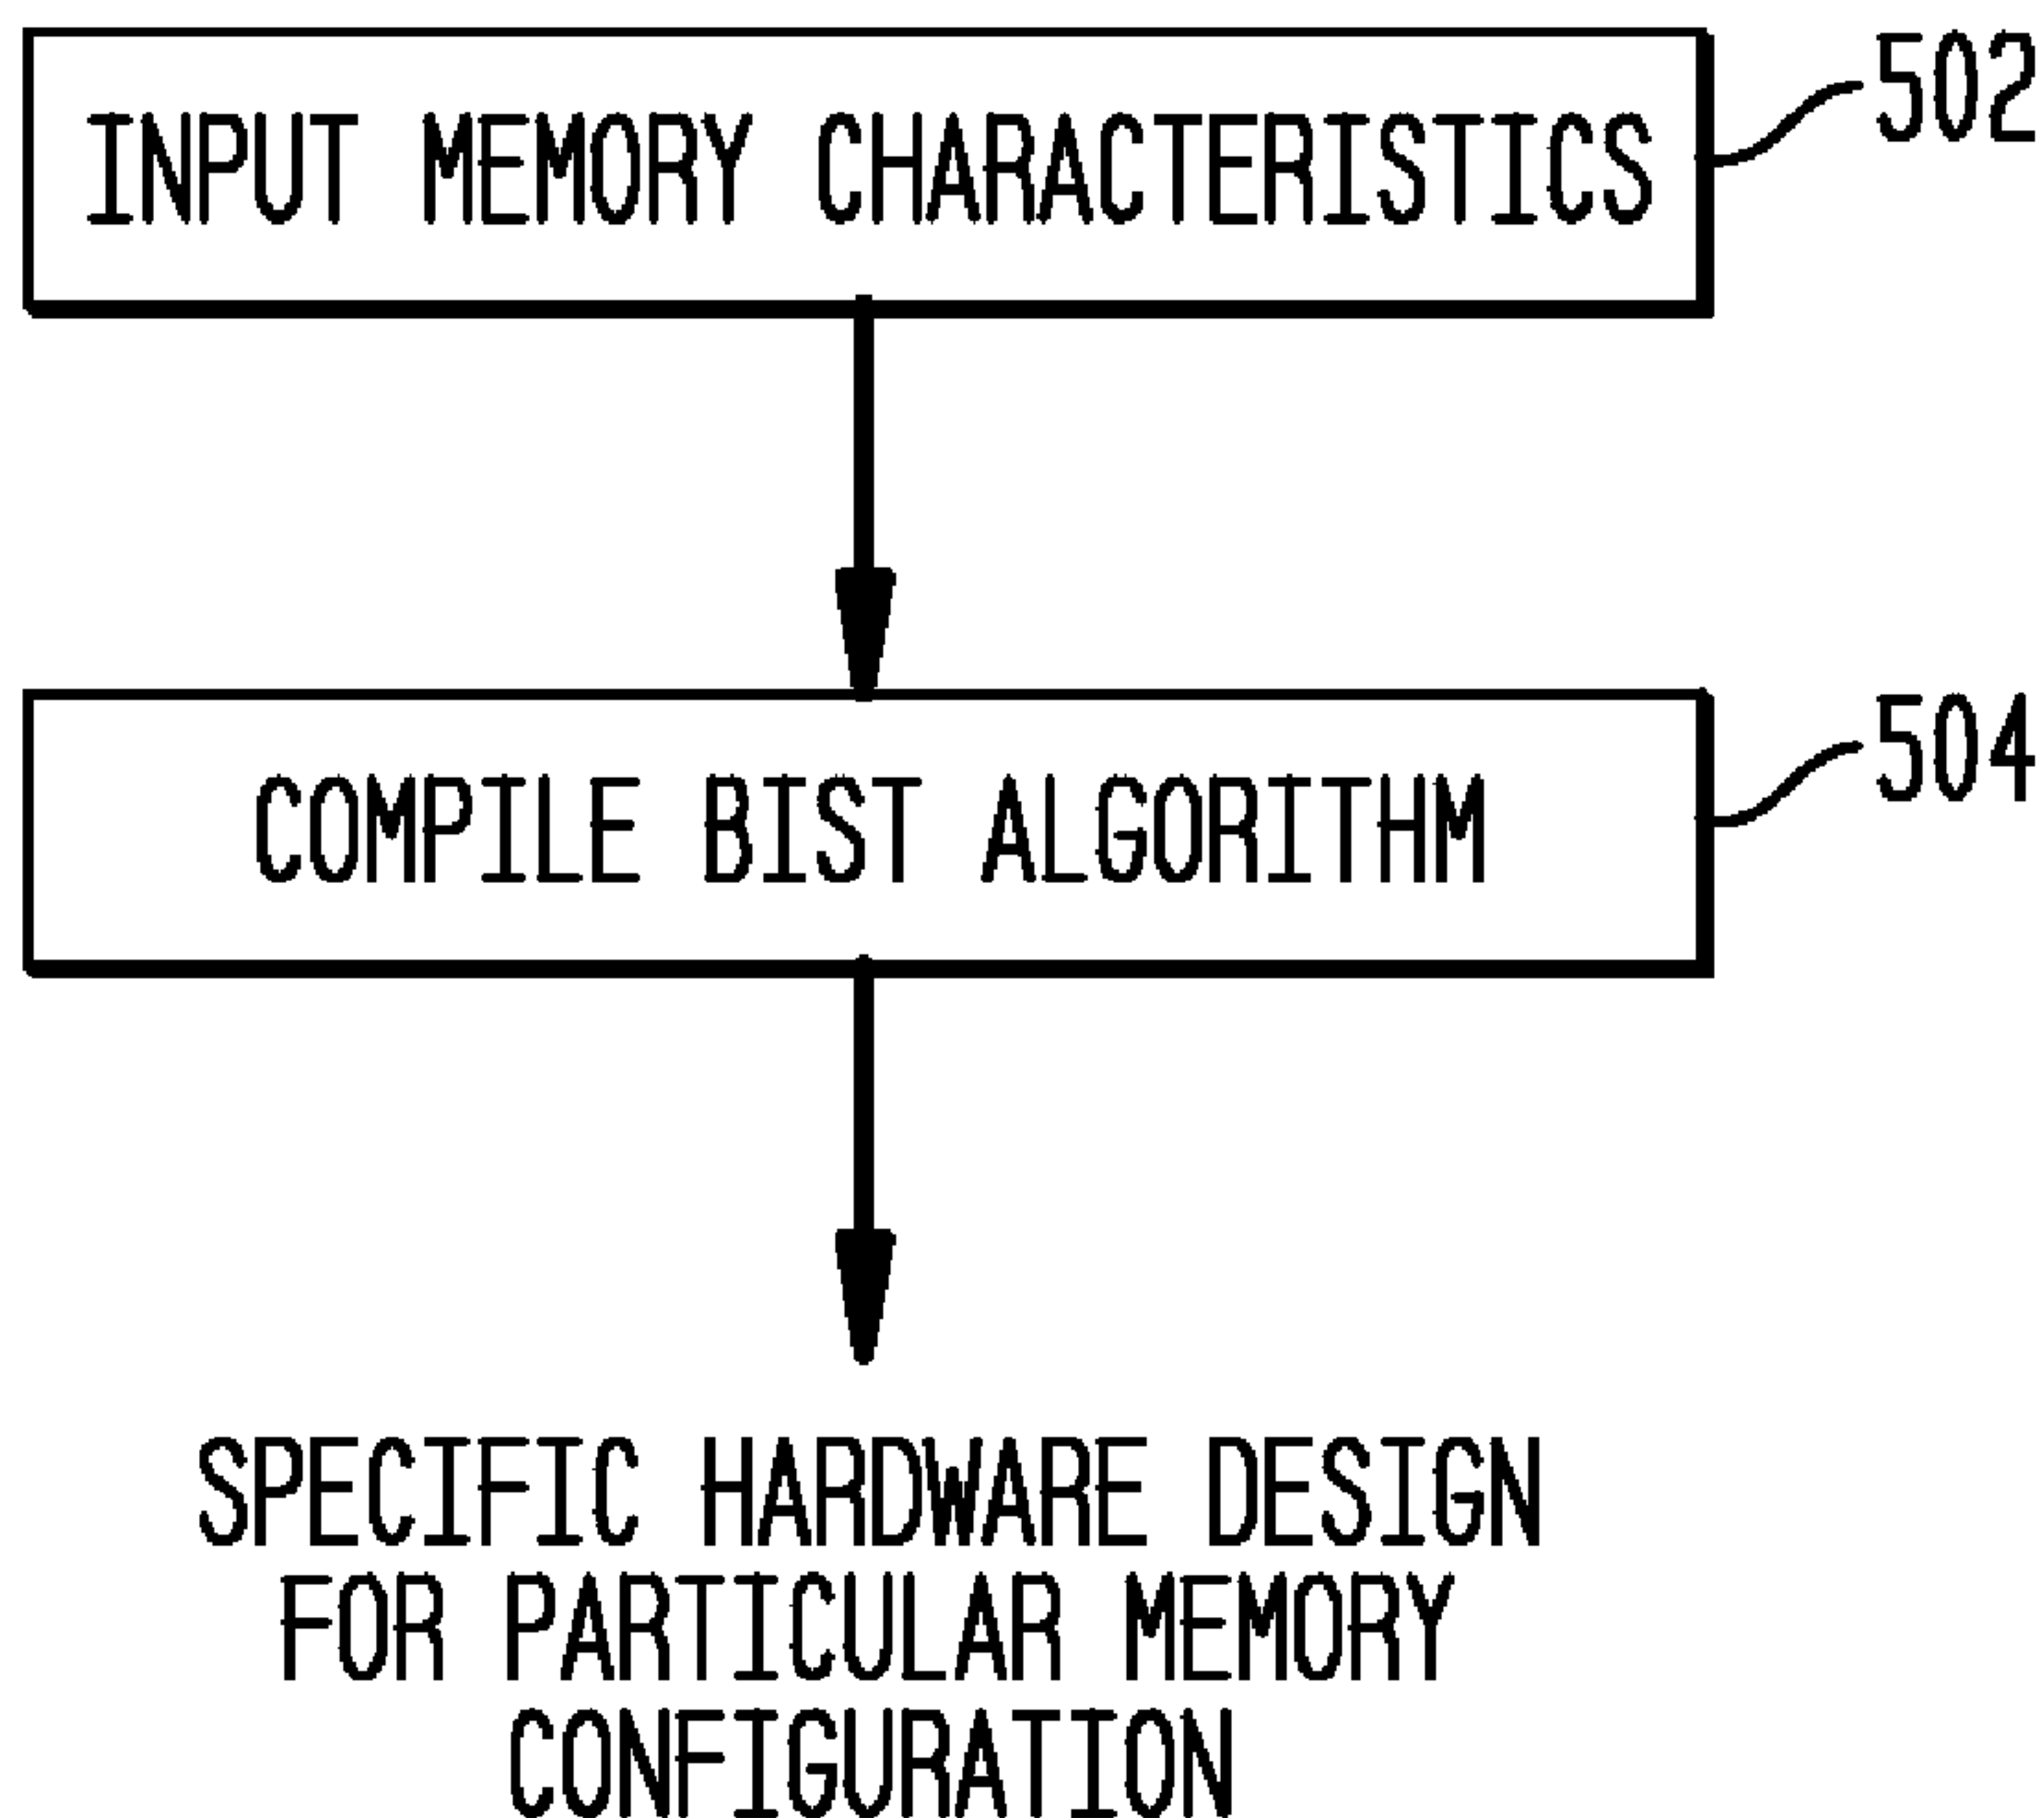 INPUT MEMORY CHARACTERISTICS
502
COMPILE BIST ALGORITHM
504
SPECIFIC HARDWARE DESIGN
FOR PARTICULAR MEMORY
CONFIGURATION